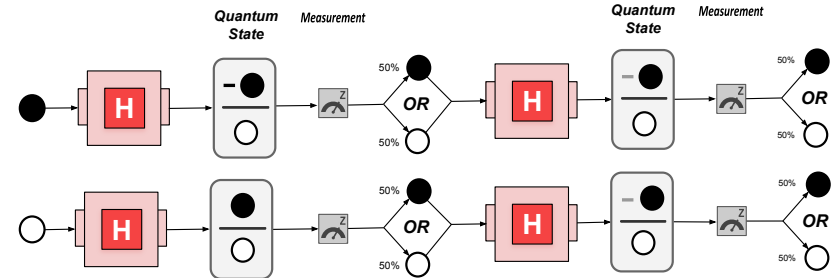 Quantum
State
Measurement
Quantum
State
Measurement
H
Z
50%
OR
50%
H
Z
50%
OR
50%
H
Z
50%
OR
50%
H
Z
50%
OR
50%